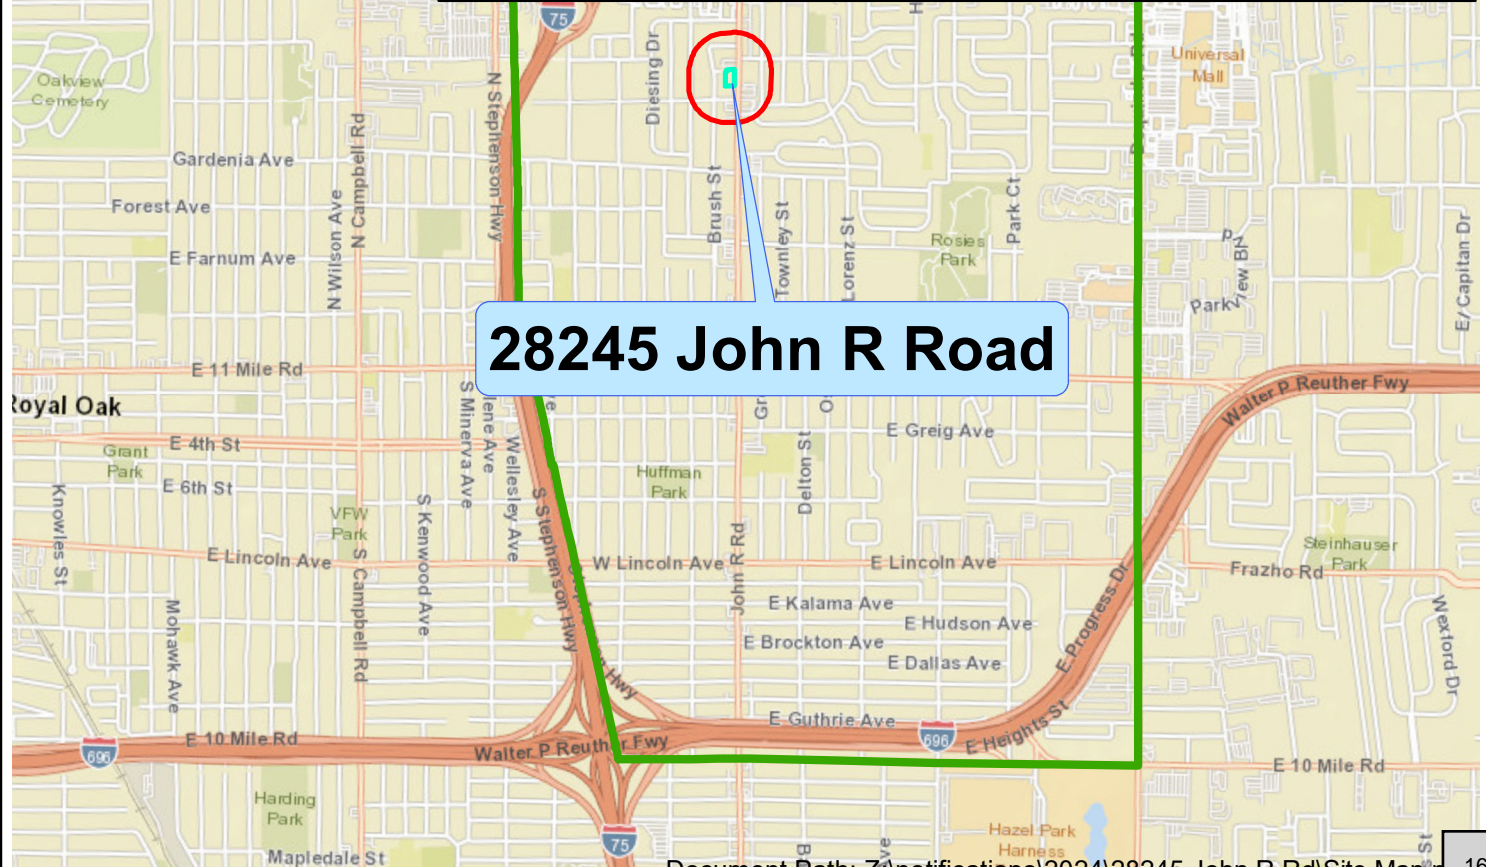 75
Universal
Mall
Oakview
Cemetery
Diesing Dr
N Stephenson Hwy
N Campbell Rd
Gardenia Ave
Forest Ave
N Wilson Ave
E Farnum Ave
Brush St
Townley St
Lorenz St
Park Ct
Rosies
Park
E/Capitan Dr
28245 John R Road
E 11 Mile Rd
Royal Oak
Walter P Reuther Fwy
S Minerva Ave
Wellesley Ave
E 4th St
Grant
Park
E 6th St
Huffman
Park
Delton St
E Greig Ave
Knowles St
VFW
Park
S Kenwood Ave
S Stephenson Hwy
John R Rd
E Lincoln Ave
W Lincoln Ave
E Lincoln Ave
Steinhauser
Park
Frazho Rd
S Campbell Rd
Mohawk Ave
E Kalama Ave
E Hudson Ave
E Brockton Ave
E Dallas Ave
E Progress Dr
Wexford Dr
E Guthrie Ave
E Heights St
E 10 Mile Rd
696
Walter P Reuther Fwy
696
E 10 Mile Rd
Harding
Park
75
Hazel Park
Harness
Mapledale St